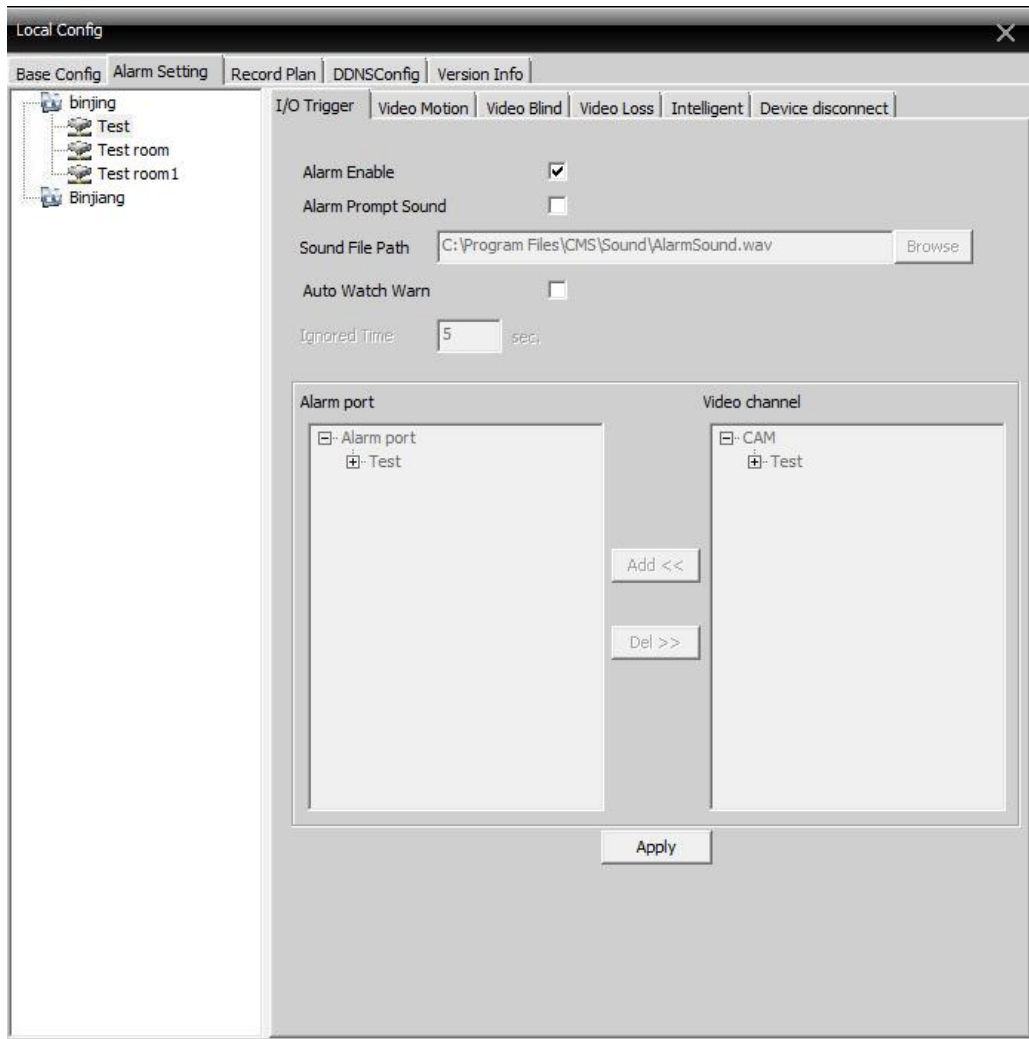 Local Config
Base Config Alarm Setting Record Plan DDNSConfig Version Info
binjing
Test
Test room
Test room1
Binjiang
I/O Trigger Video Motion Video Blind Video Loss Intelligent Device disconnect
Alarm Enable
Alarm Prompt Sound
Sound File Path C:\Program Files\CMS\Sound\AlarmSound.wav Browse
Auto Watch Warn
Ignored Time 5 sec.
Alarm port Video channel
Alarm port CAM
Test Test
Add <<
Del >>
Apply